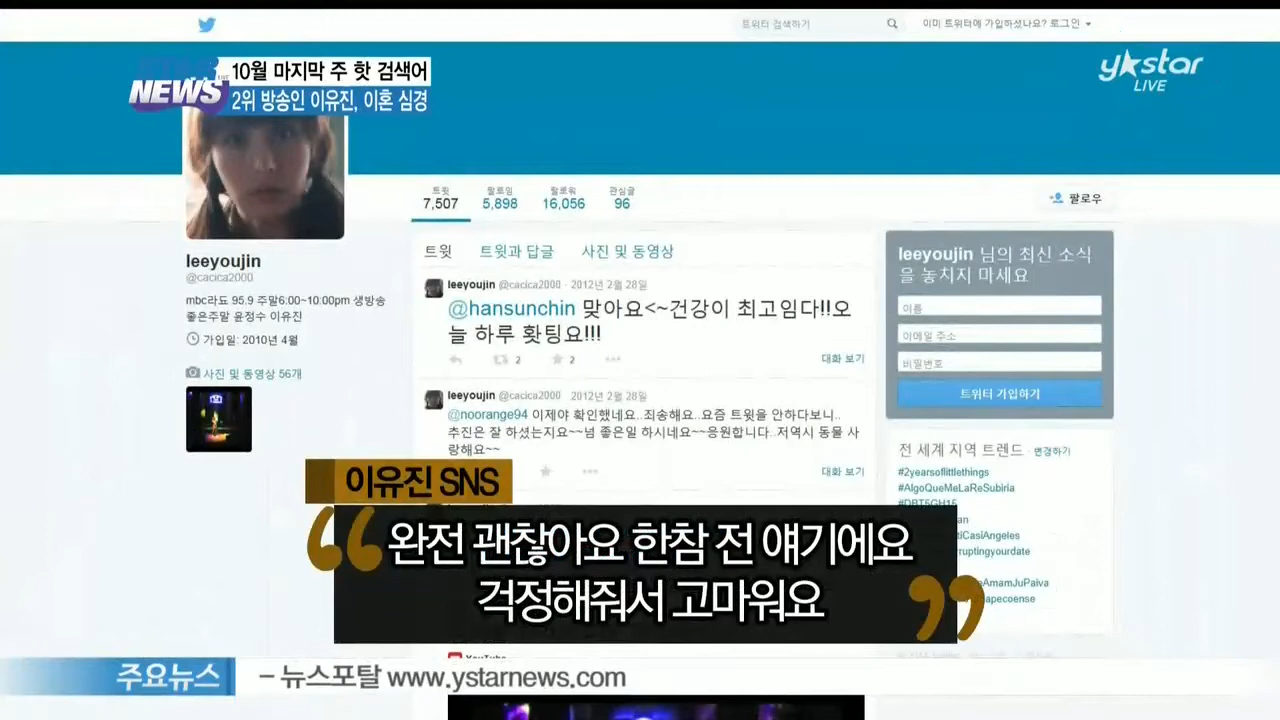 트위터 검색하기
이미 트위터에 가입하셨나요? 로그인
NEWS
10월 마지막 주 핫 검색어
2위 방송인 이유진, 이혼 심경
y star
LIVE
트윗 팔로잉 팔로워 관심글
7,507 5,898 16,056 96
팔로우
leeyoujin
@cacica2000
mbc라됴 95.9 주말6:00~10:00pm 생방송
좋은주말 윤정수 이유진
가입일: 2010년 4월
사진 및 동영상 56개
트윗 트윗과 답글 사진 및 동영상
leeyoujin @cacica2000 · 2012년 2월 28일
@hansunchin 맞아요<~건강이 최고임다!!오
늘 하루 홧팅요!!!
2 2
대화 보기
leeyoujin @cacica2000 · 2012년 2월 28일
@noorange94 이제야 확인했네요..죄송해요..요즘 트윗을 안하다보니..
추진은 잘 하셨는지요~~넘 좋은일 하시네요~~응원합니다..저역시 동물 사
랑해요~~
대화 보기
leeyoujin 님의 최신 소식
을 놓치지 마세요
이름
이메일 주소
비밀번호
트위터 가입하기
전 세계 지역 트렌드 · 변경하기
#2yearsoflittlethings
#AlgoQueMeLaReSubiria
#DBT5GH15
tiCasiAngeles
ruptingyourdate
eAmamJuPaiva
apecoense
이유진 SNS
“완전 괜찮아요 한참 전 얘기에요
걱정해줘서 고마워요”
YouTube
주요뉴스
- 뉴스포탈 www.ystarnews.com